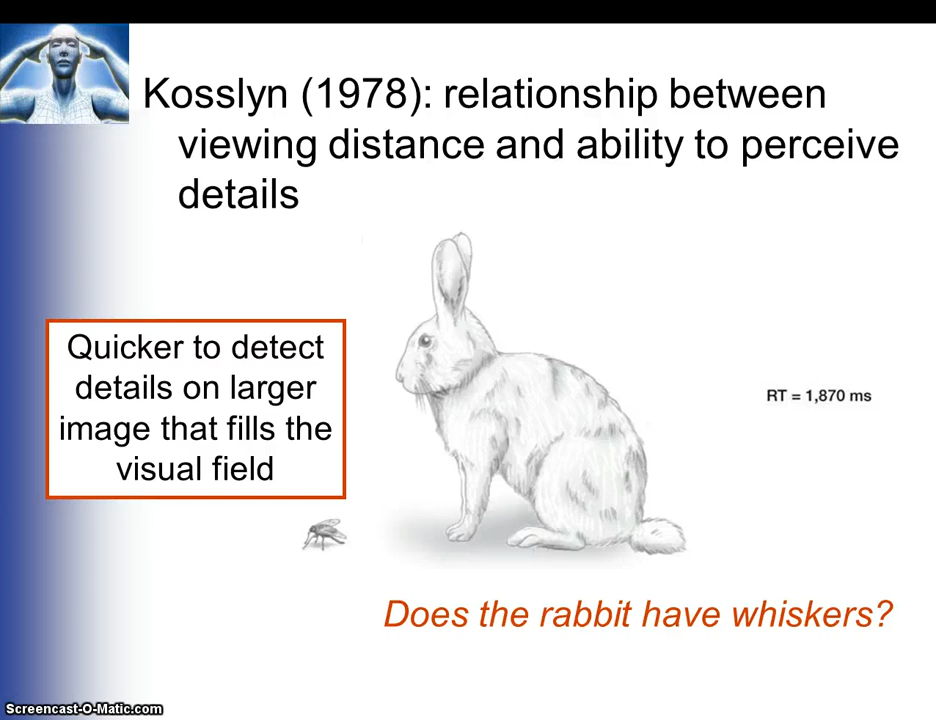 Kosslyn (1978): relationship between
viewing distance and ability to perceive
details
Quicker to detect
details on larger
image that fills the
visual field
RT = 1,870 ms
Does the rabbit have whiskers?
Screencast-O-Matic.com